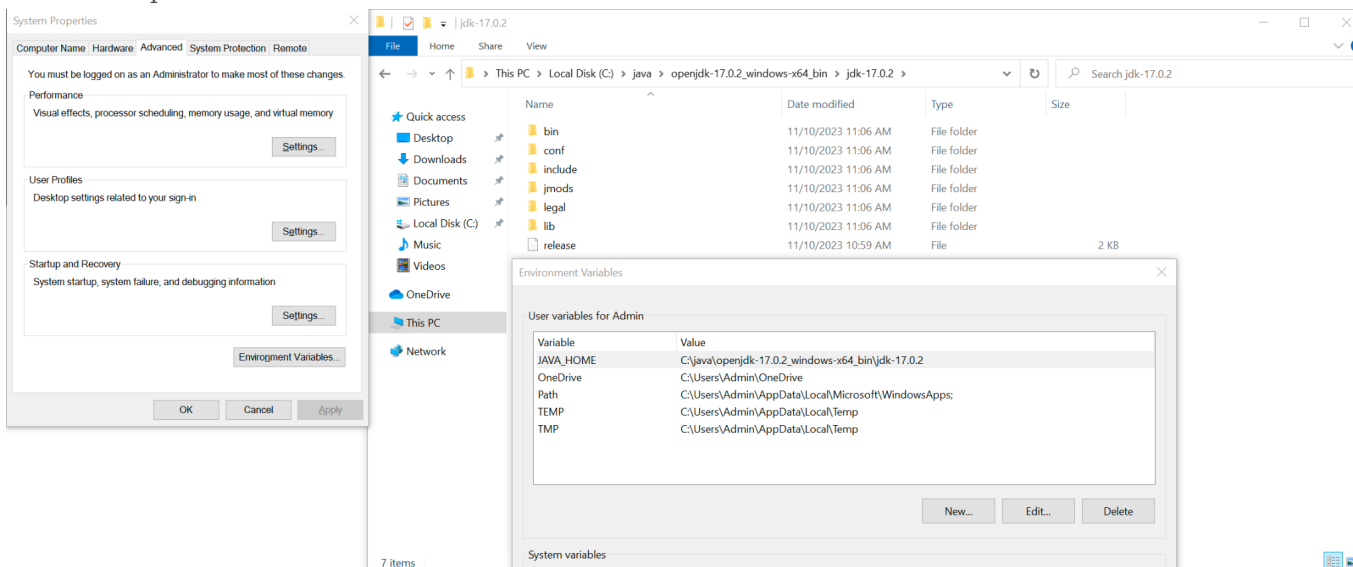 System Properties
Computer Name Hardware Advanced System Protection Remote
You must be logged on as an Administrator to make most of these changes.
Performance
Visual effects, processor scheduling, memory usage, and virtual memory
Settings...
User Profiles
Desktop settings related to your sign-in
Settings...
Startup and Recovery
System startup, system failure, and debugging information
Settings...
Environment Variables...
OK Cancel Apply
jdk-17.0.2
File Home Share View
This PC > Local Disk (C:) > java > openjdk-17.0.2_windows-x64_bin > jdk-17.0.2 >
Search jdk-17.0.2
Quick access
Desktop
Downloads
Documents
Pictures
Local Disk (C:)
Music
Videos
OneDrive
This PC
Network
Name Date modified Type Size
bin 11/10/2023 11:06 AM File folder
conf 11/10/2023 11:06 AM File folder
include 11/10/2023 11:06 AM File folder
jmods 11/10/2023 11:06 AM File folder
legal 11/10/2023 11:06 AM File folder
lib 11/10/2023 11:06 AM File folder
release 11/10/2023 10:59 AM File 2 KB
Environment Variables
User variables for Admin
Variable Value
JAVA_HOME C:\java\openjdk-17.0.2_windows-x64_bin\jdk-17.0.2
OneDrive C:\Users\Admin\OneDrive
Path C:\Users\Admin\AppData\Local\Microsoft\WindowsApps;
TEMP C:\Users\Admin\AppData\Local\Temp
TMP C:\Users\Admin\AppData\Local\Temp
New... Edit... Delete
System variables
7 items